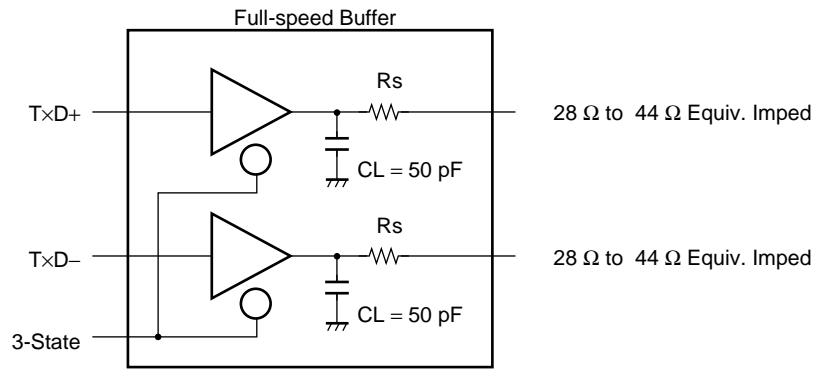 Full-speed Buffer
Rs
T×D+
28 Ω to 44 Ω Equiv. Imped
CL = 50 pF
Rs
T×D−
28 Ω to 44 Ω Equiv. Imped
CL = 50 pF
3-State